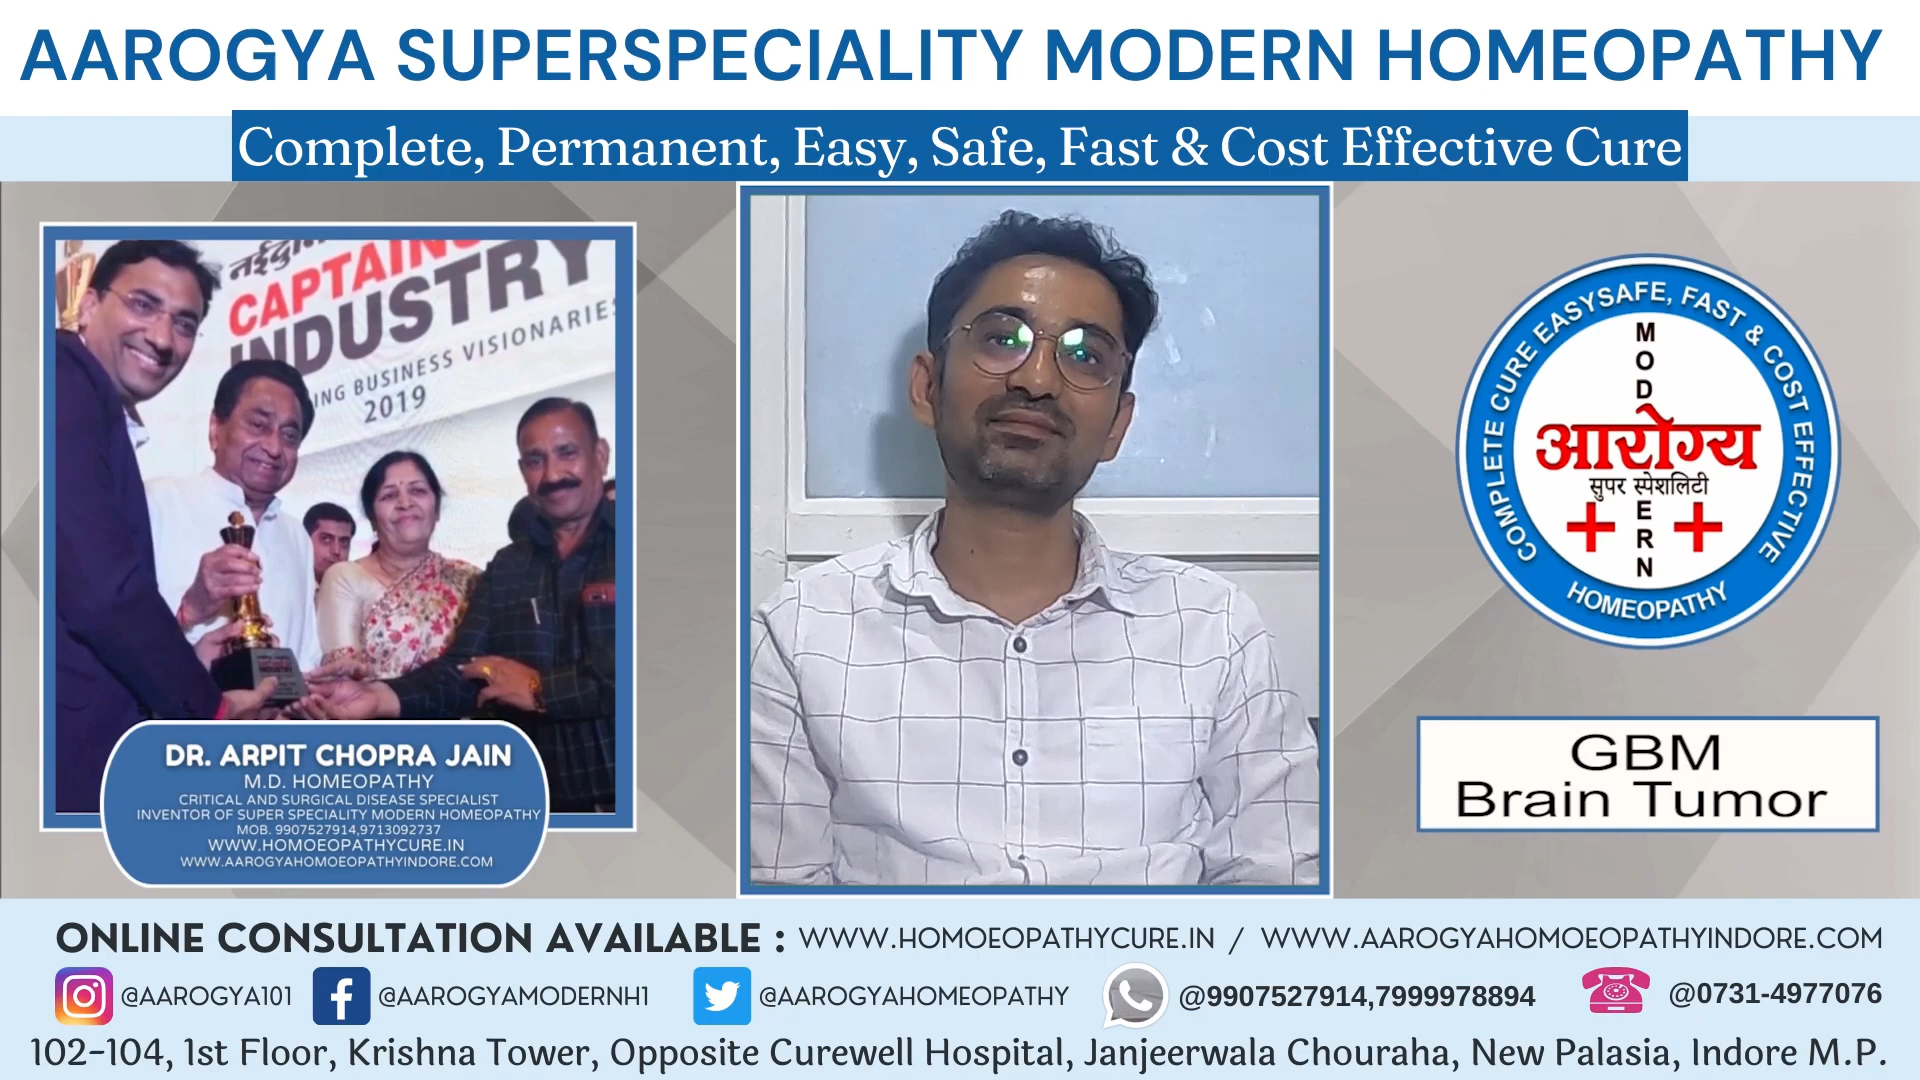 AAROGYA SUPERSPECIALITY MODERN HOMEOPATHY
Complete, Permanent, Easy, Safe, Fast & Cost Effective Cure
CAPTAINS
INDUSTRY
ING BUSINESS VISIONARIES
2019
DR. ARPIT CHOPRA JAIN
M.D. HOMEOPATHY
CRITICAL AND SURGICAL DISEASE SPECIALIST
INVENTOR OF SUPER SPECIALITY MODERN HOMEOPATHY
MOB. 9907527914,9713092737
WWW.HOMOEOPATHYCURE.IN
WWW.AAROGYAHOMOEOPATHYINDORE.COM
COMPLETE CURE EASYSAFE, FAST & COST EFFECTIVE
MODERN
आरोग्य
सुपर स्पेशलिटी
HOMEOPATHY
GBM
Brain Tumor
ONLINE CONSULTATION AVAILABLE : WWW.HOMOEOPATHYCURE.IN / WWW.AAROGYAHOMOEOPATHYINDORE.COM
@AAROGYA101 @AAROGYAMODERNH1 @AAROGYAHOMEOPATHY @9907527914,7999978894 @0731-4977076
102-104, 1st Floor, Krishna Tower, Opposite Curewell Hospital, Janjeerwala Chouraha, New Palasia, Indore M.P.